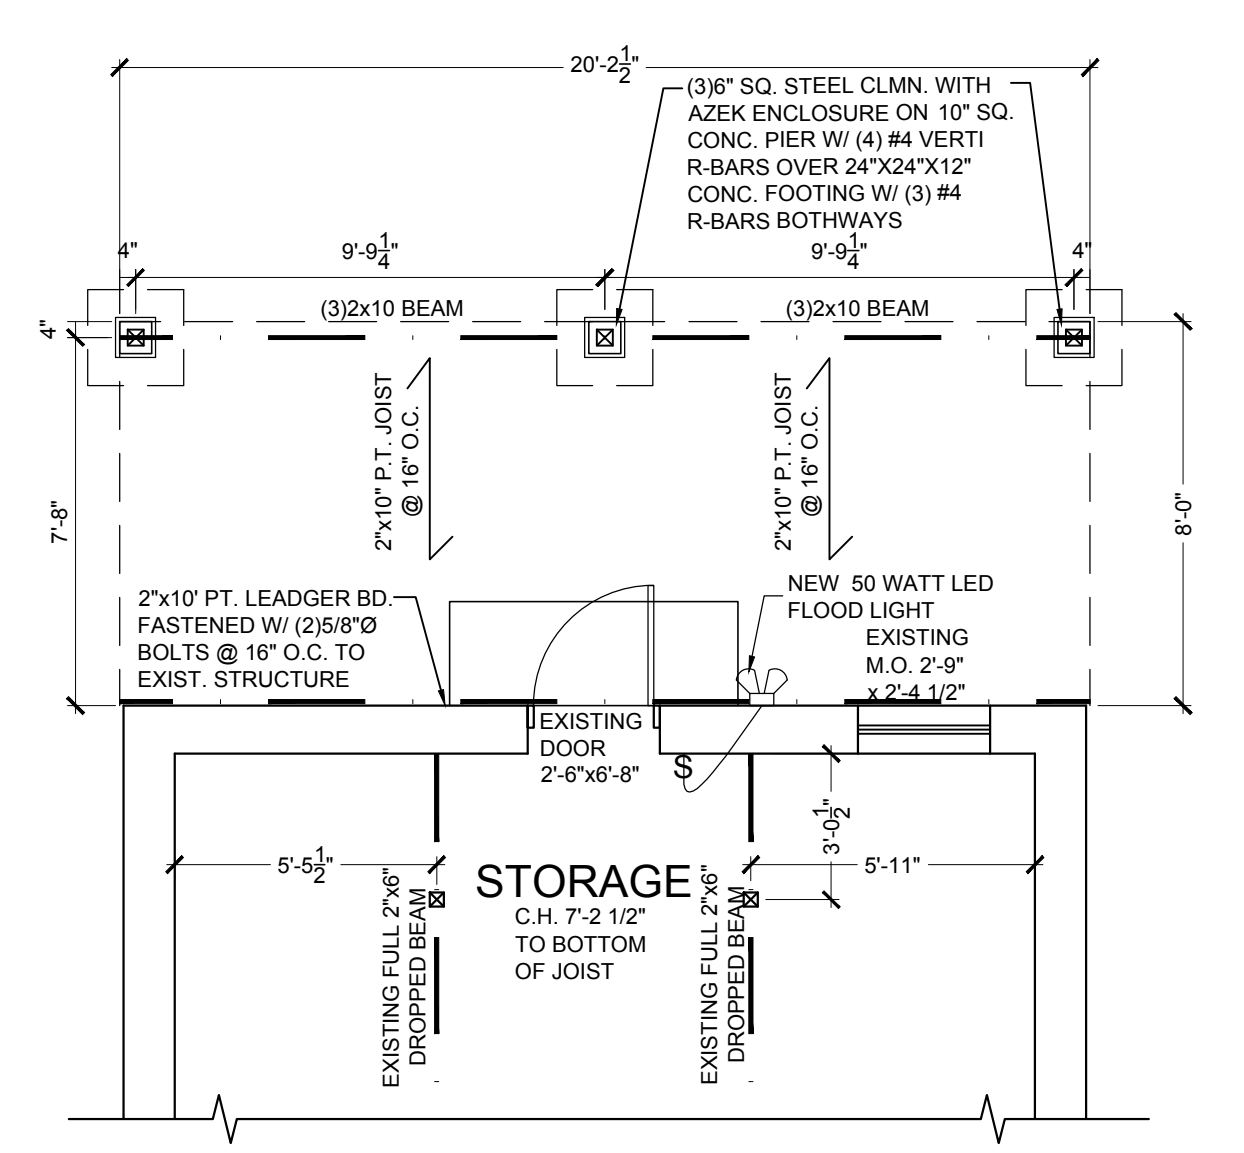 20'-2 1/2"
(3)6" SQ. STEEL CLMN. WITH
AZEK ENCLOSURE ON 10" SQ.
CONC. PIER W/ (4) #4 VERTI
R-BARS OVER 24"X24"X12"
CONC. FOOTING W/ (3) #4
R-BARS BOTHWAYS
4"
9'-9 1/4"
9'-9 1/4"
4"
4"
(3)2x10 BEAM
(3)2x10 BEAM
2"x10" P.T. JOIST
@ 16" O.C.
2"x10" P.T. JOIST
@ 16" O.C.
7'-8"
8'-0"
2"x10' PT. LEADGER BD.
FASTENED W/ (2)5/8"Ø
BOLTS @ 16" O.C. TO
EXIST. STRUCTURE
NEW 50 WATT LED
FLOOD LIGHT
EXISTING
M.O. 2'-9"
x 2'-4 1/2"
EXISTING
DOOR
2'-6"x6'-8"
S
3'-0 1/2"
5'-5 1/2"
5'-11"
STORAGE
C.H. 7'-2 1/2"
TO BOTTOM
OF JOIST
EXISTING FULL 2"x6"
DROPPED BEAM
EXISTING FULL 2"x6"
DROPPED BEAM